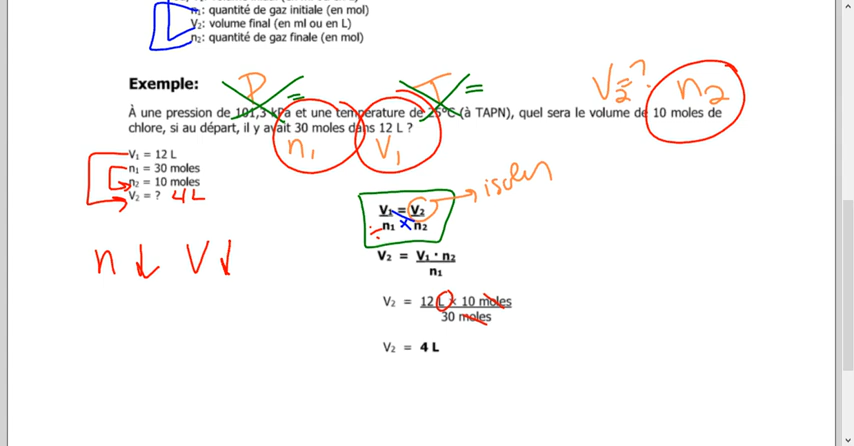 n₁: quantité de gaz initiale (en mol)
V₂: volume final (en ml ou en L)
n₂: quantité de gaz finale (en mol)
Exemple:
P = T = V₂ = ? n₂
À une pression de 101,3 kPa et une température de 25°C (à TAPN), quel sera le volume de 10 moles de
chlore, si au départ, il y avait 30 moles dans 12 L ?
n₁ V₁
V₁ = 12 L
n₁ = 30 moles
n₂ = 10 moles
V₂ = ? 4 L
isoler
V₁ = V₂
÷ n₁ × n₂
n ↓ V ↓
V₂ = V₁ · n₂
n₁
V₂ = 12 L × 10 moles
30 moles
V₂ = 4 L